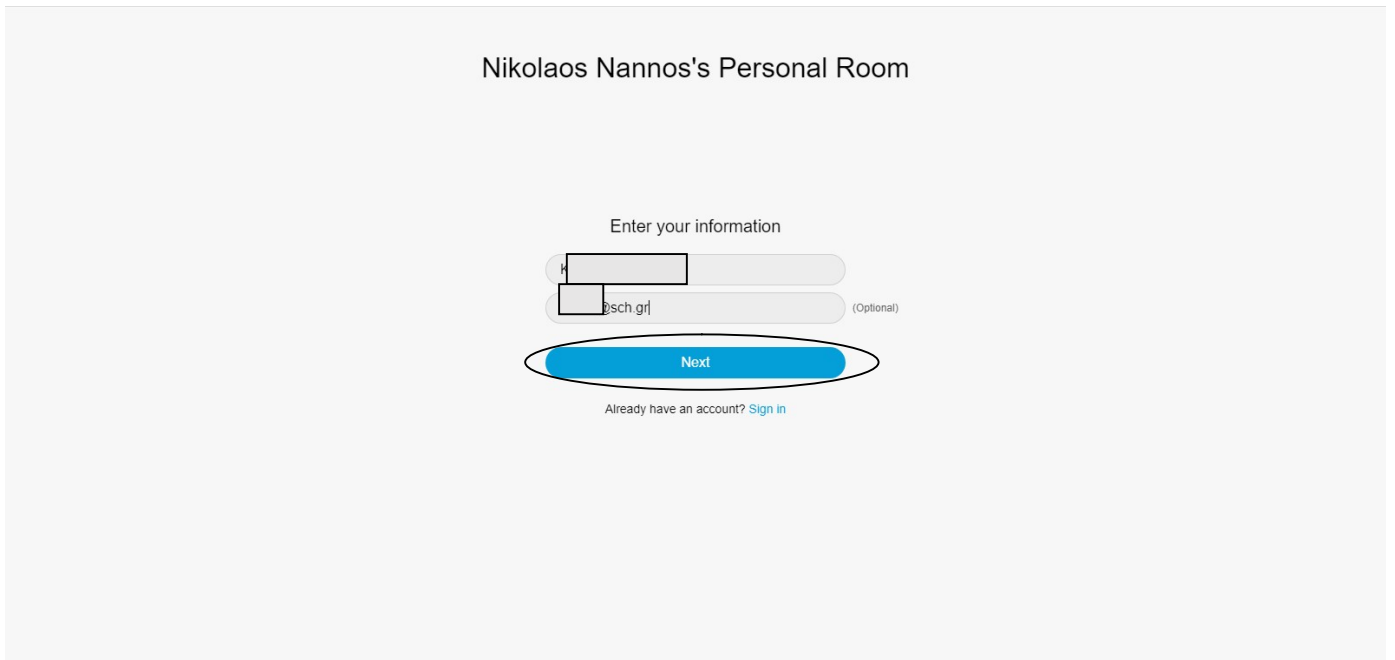 Nikolaos Nannos's Personal Room
Enter your information
K
@sch.gr
(Optional)
Next
Already have an account? Sign in